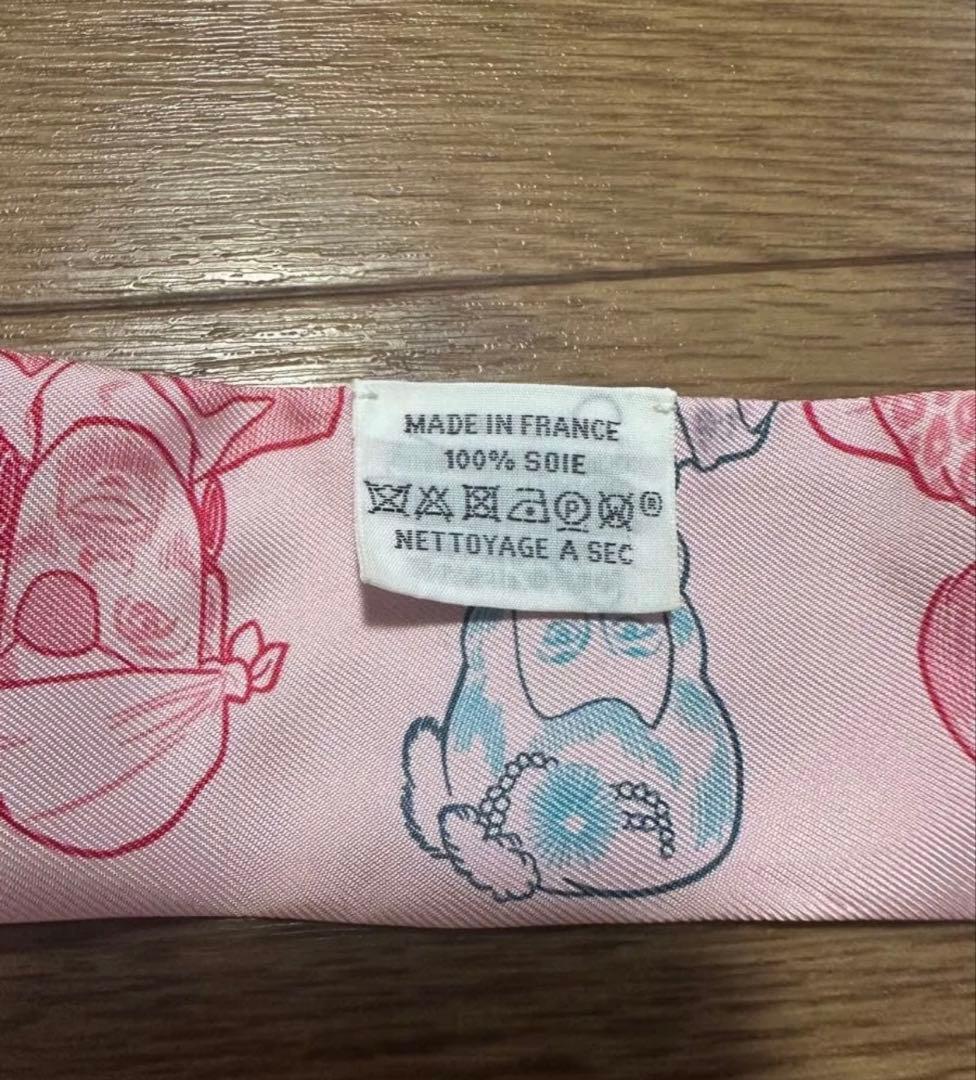 MADE IN FRANCE
100% SOIE
P W ®
NETTOYAGE A SEC